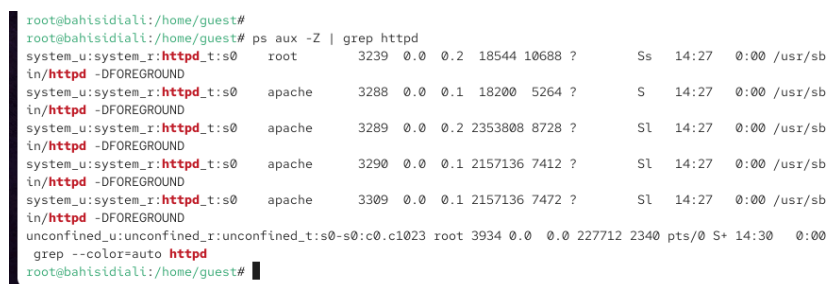 root@bahisidiali:/home/guest#
root@bahisidiali:/home/guest# ps aux -Z | grep httpd
system_u:system_r:httpd_t:s0    root        3239  0.0  0.2  18544 10688 ?        Ss   14:27   0:00 /usr/sb
in/httpd -DFOREGROUND
system_u:system_r:httpd_t:s0    apache      3288  0.0  0.1  18200  5264 ?        S    14:27   0:00 /usr/sb
in/httpd -DFOREGROUND
system_u:system_r:httpd_t:s0    apache      3289  0.0  0.2 2353808 8728 ?        Sl   14:27   0:00 /usr/sb
in/httpd -DFOREGROUND
system_u:system_r:httpd_t:s0    apache      3290  0.0  0.1 2157136 7412 ?        Sl   14:27   0:00 /usr/sb
in/httpd -DFOREGROUND
system_u:system_r:httpd_t:s0    apache      3309  0.0  0.1 2157136 7472 ?        Sl   14:27   0:00 /usr/sb
in/httpd -DFOREGROUND
unconfined_u:unconfined_r:unconfined_t:s0-s0:c0.c1023 root 3934 0.0  0.0 227712 2340 pts/0 S+ 14:30   0:00
 grep --color=auto httpd
root@bahisidiali:/home/guest#